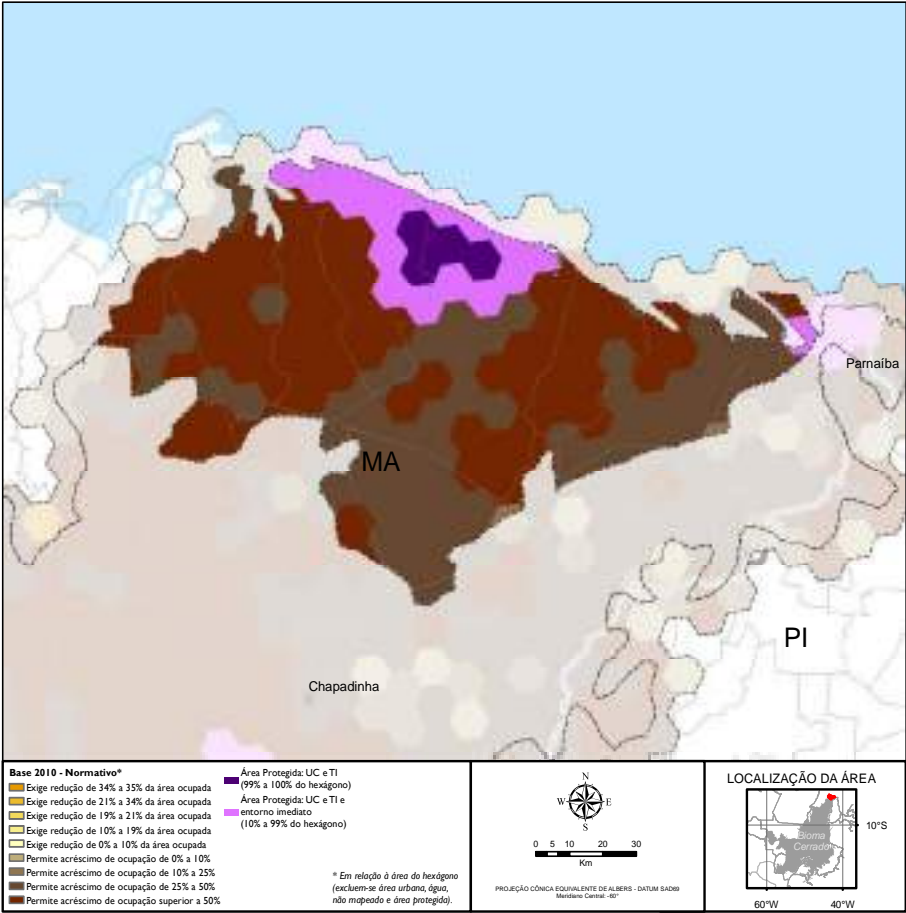 Parnaíba
MA
PI
Chapadinha
Base 2010 - Normativo*
Exige redução de 34% a 35% da área ocupada
Exige redução de 21% a 34% da área ocupada
Exige redução de 19% a 21% da área ocupada
Exige redução de 10% a 19% da área ocupada
Exige redução de 0% a 10% da área ocupada
Permite acréscimo de ocupação de 0% a 10%
Permite acréscimo de ocupação de 10% a 25%
Permite acréscimo de ocupação de 25% a 50%
Permite acréscimo de ocupação superior a 50%
Área Protegida: UC e TI
(99% a 100% do hexágono)
Área Protegida: UC e TI e
entorno imediato
(10% a 99% do hexágono)
* Em relação à área do hexágono
(excluem-se área urbana, água,
não mapeado e área protegida).
N
W E
S
0 5 10 20 30
Km
PROJEÇÃO CÔNICA EQUIVALENTE DE ALBERS - DATUM SAD69
Meridiano Central: -60°
LOCALIZAÇÃO DA ÁREA
Bioma
Cerrado
10°S
60°W 40°W